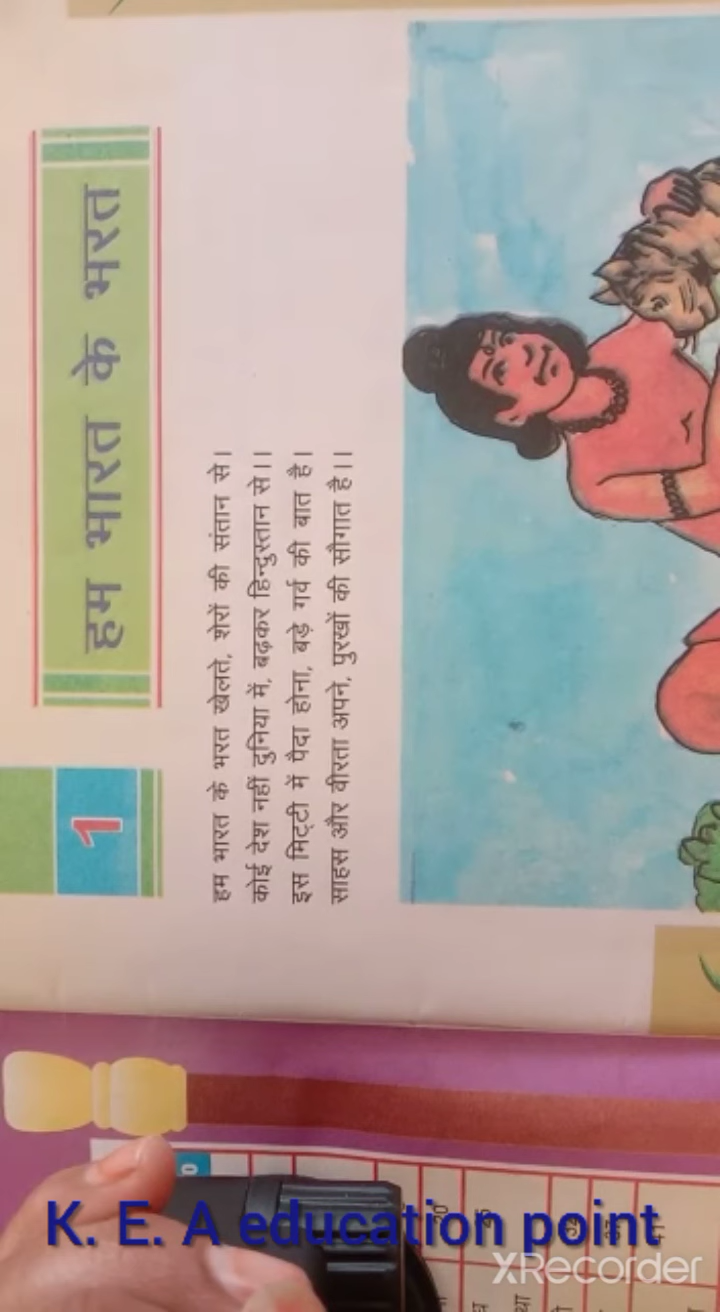 1
हम भारत के भरत
हम भारत के भरत खेलते, शेरों की संतान से।
कोई देश नहीं दुनिया में, बढ़कर हिन्दुस्तान से।।
इस मिट्टी में पैदा होना, बड़े गर्व की बात है।
साहस और वीरता अपने, पुरखों की सौगात है।।
K. E. A education point
XRecorder